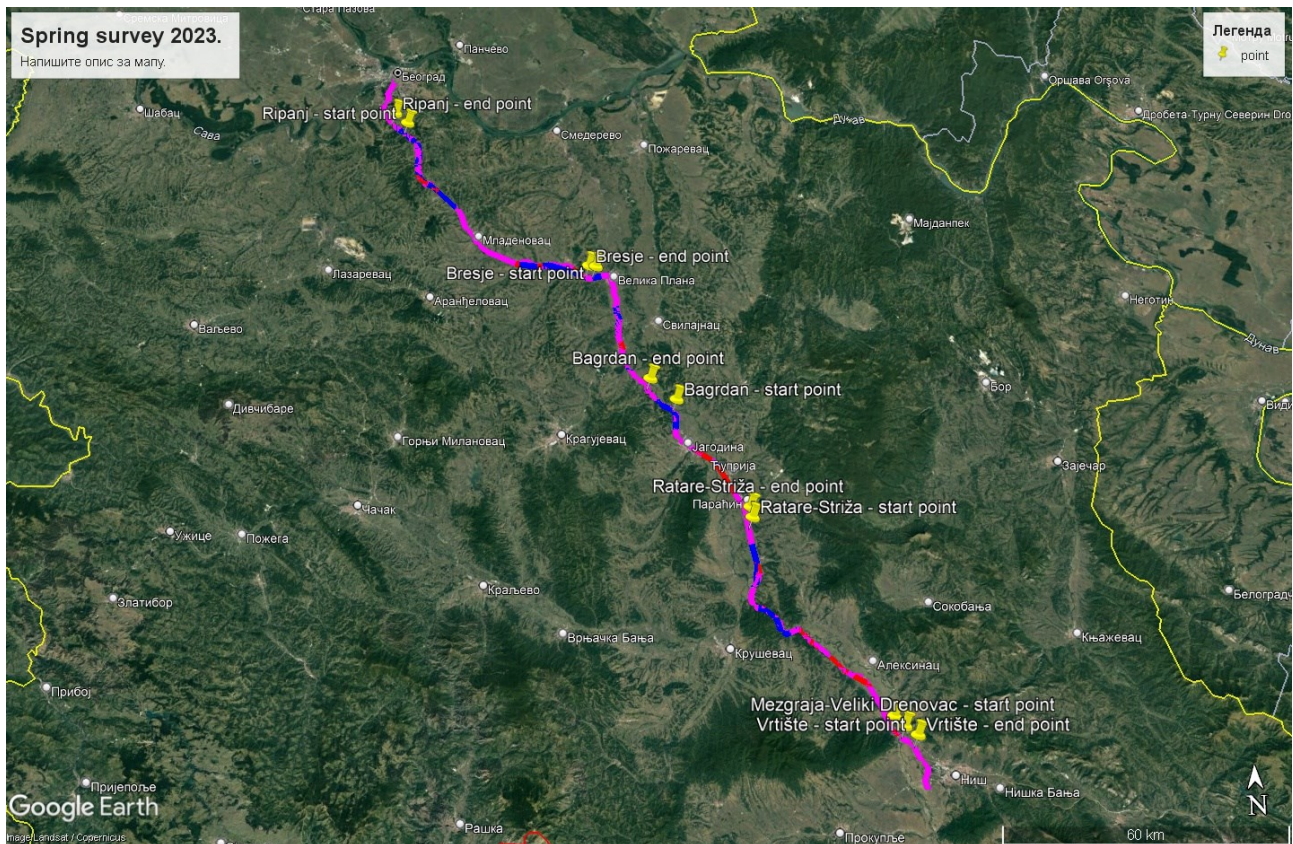 Стара Пазова
Сремска Митровица
Spring survey 2023.
Напишите опис за мапу.
Легенда
point
Панчево
Београд
Оршава Orşova
Ripanj - end point
Ripanj - start point
Шабац
Сава
Смедерево
Дунав
Дробета-Турну Северин Dro
Пожаревац
Мајданпек
Младеновац
Bresje - end point
Bresje - start point
Лазаревац
Велика Плана
Аранђеловац
Неготин
Ваљево
Свилајнац
Дунав
Bagrdan - end point
Bagrdan - start point
Бор
Дивчибаре
Види
Горњи Милановац
Крагујевац
Јагодина
Ћуприја
Зајечар
Ratare-Striža - end point
Параћин
Ratare-Striža - start point
Чачак
Ужице
Пожега
Краљево
Златибор
Сокобања
Белоградч
Врњачка Бања
Књажевац
Крушевац
Алексинац
Прибој
Mezgraja-Veliki Drenovac - start point
Vrtište - start point
Vrtište - end point
Ниш
Пријепоље
Нишка Бања
Google Earth
N
Image Landsat / Copernicus
Рашка
Прокупље
60 km